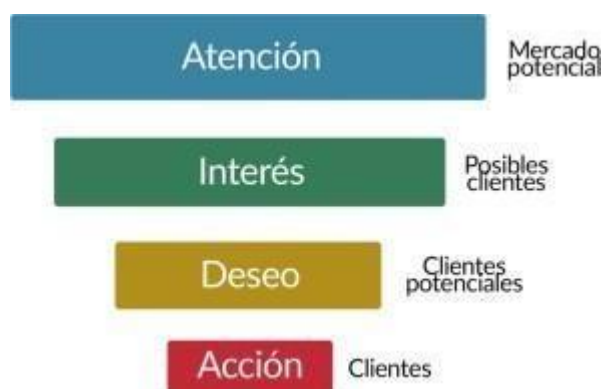 Atención
Mercado
potencial
Interés
Posibles
clientes
Deseo
Clientes
potenciales
Acción
Clientes